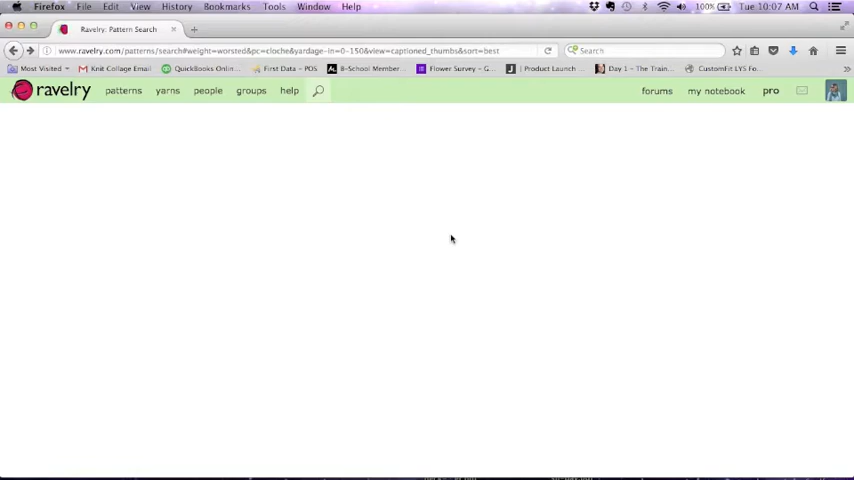 Firefox File Edit View History Bookmarks Tools Window Help 100% Tue 10:07 AM
Ravelry: Pattern Search
www.ravelry.com/patterns/search#weight=worsted&pc=cloche&yardage-in=0-150&view=captioned_thumbs&sort=best Search
Most Visited Knit Collage Email QuickBooks Onlin... First Data – POS B-School Member... Flower Survey – G... | Product Launch ... Day 1 – The Train... CustomFit LYS Fo...
ravelry patterns yarns people groups help forums my notebook pro